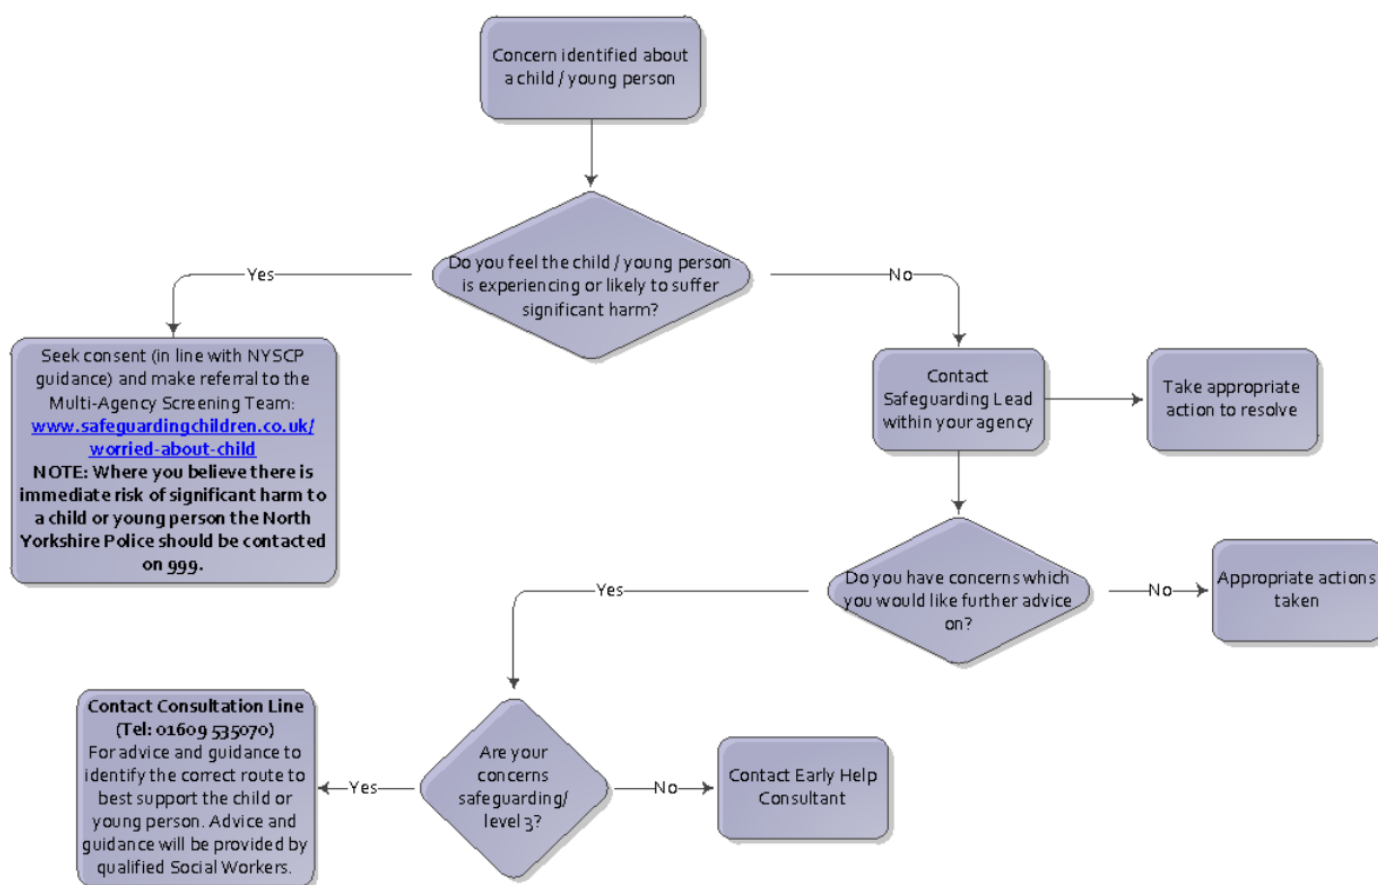 Concern identified about
a child / young person
Do you feel the child / young person
is experiencing or likely to suffer
significant harm?
Yes
No
Seek consent (in line with NYSCP
guidance) and make referral to the
Multi-Agency Screening Team:
www.safeguardingchildren.co.uk/
worried-about-child
NOTE: Where you believe there is
immediate risk of significant harm to
a child or young person the North
Yorkshire Police should be contacted
on 999.
Contact
Safeguarding Lead
within your agency
Take appropriate
action to resolve
Do you have concerns which
you would like further advice
on?
Yes
No
Appropriate actions
taken
Are your
concerns
safeguarding/
level 3?
Yes
No
Contact Consultation Line
(Tel: 01609 535070)
For advice and guidance to
identify the correct route to
best support the child or
young person. Advice and
guidance will be provided by
qualified Social Workers.
Contact Early Help
Consultant